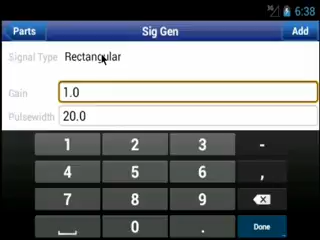 3G 6:38
Parts Sig Gen Add
Signal Type Rectangular
Gain 1.0
Pulsewidth 20.0
1 2 3 -
4 5 6 ,
7 8 9
0 . Done